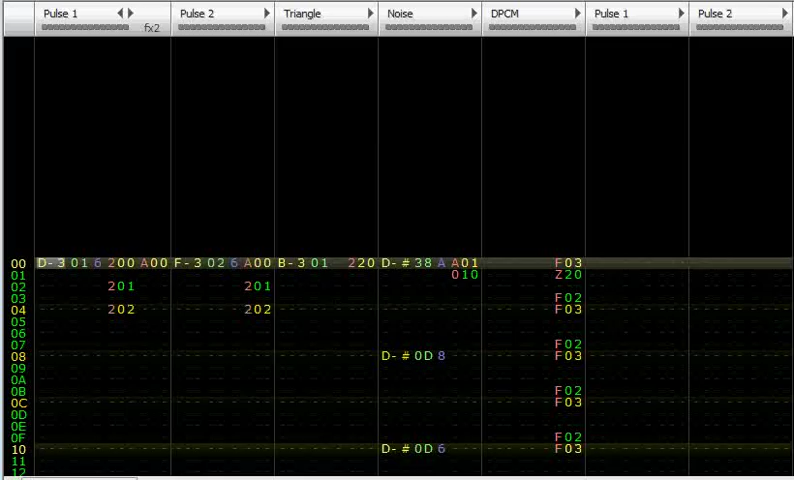 Pulse 1 fx2 Pulse 2 Triangle Noise DPCM Pulse 1 Pulse 2
00 D-3 01 6 200 A00 F-3 02 6 A00 B-3 01 220 D-# 38 A A01 F03
01 010 Z20
02 201 201
03 F02
04 202 202 F03
05
06
07 F02
08 D-# 0D 8 F03
09
0A
0B F02
0C F03
0D
0E
0F F02
10 D-# 0D 6 F03
11
12